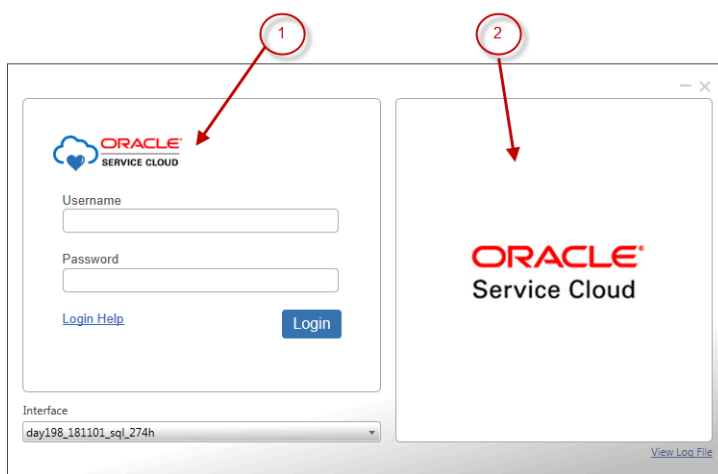 1
2
ORACLE®
SERVICE CLOUD
Username
Password
Login Help
Login
ORACLE®
Service Cloud
Interface
day198_181101_sql_274h
View Log File